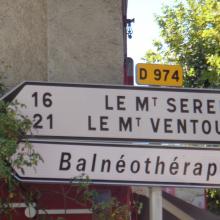 D 974
16 LE Mᵀ SERE
21 LE Mᵀ VENTOU
Balnéothérap